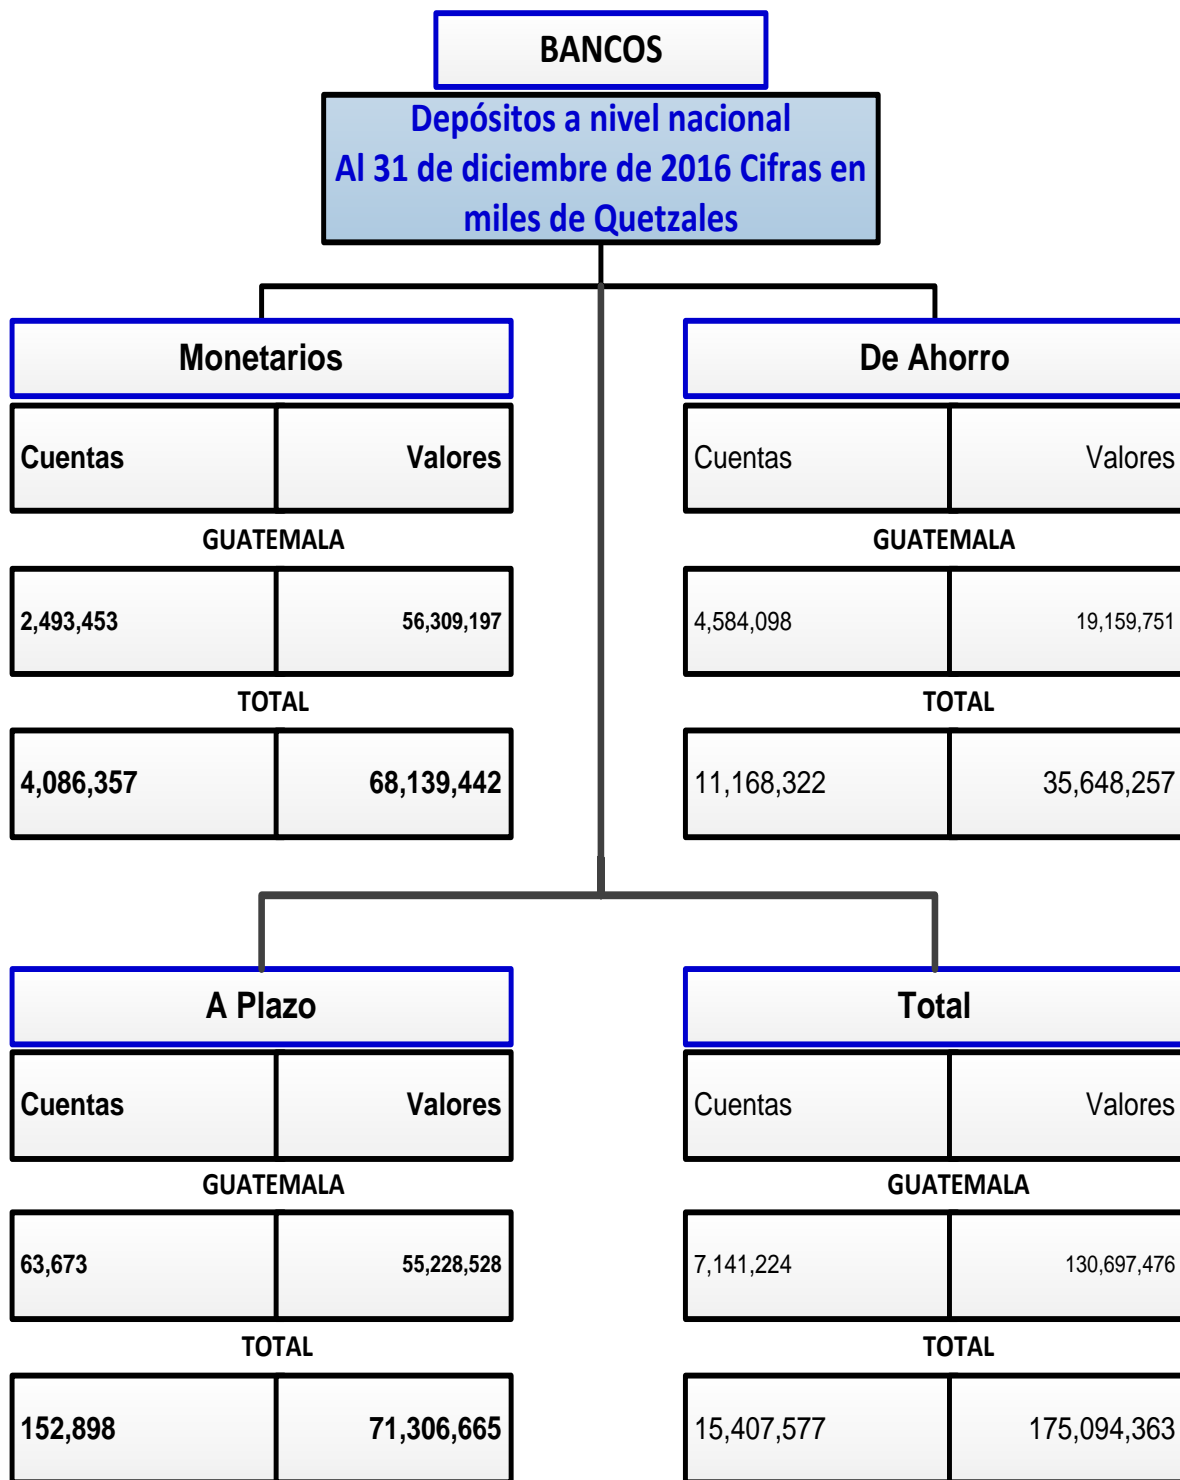 BANCOS
Depósitos a nivel nacional
Al 31 de diciembre de 2016 Cifras en
miles de Quetzales
Monetarios
Cuentas Valores
GUATEMALA
2,493,453 56,309,197
TOTAL
4,086,357 68,139,442
De Ahorro
Cuentas Valores
GUATEMALA
4,584,098 19,159,751
TOTAL
11,168,322 35,648,257
A Plazo
Cuentas Valores
GUATEMALA
63,673 55,228,528
TOTAL
152,898 71,306,665
Total
Cuentas Valores
GUATEMALA
7,141,224 130,697,476
TOTAL
15,407,577 175,094,363